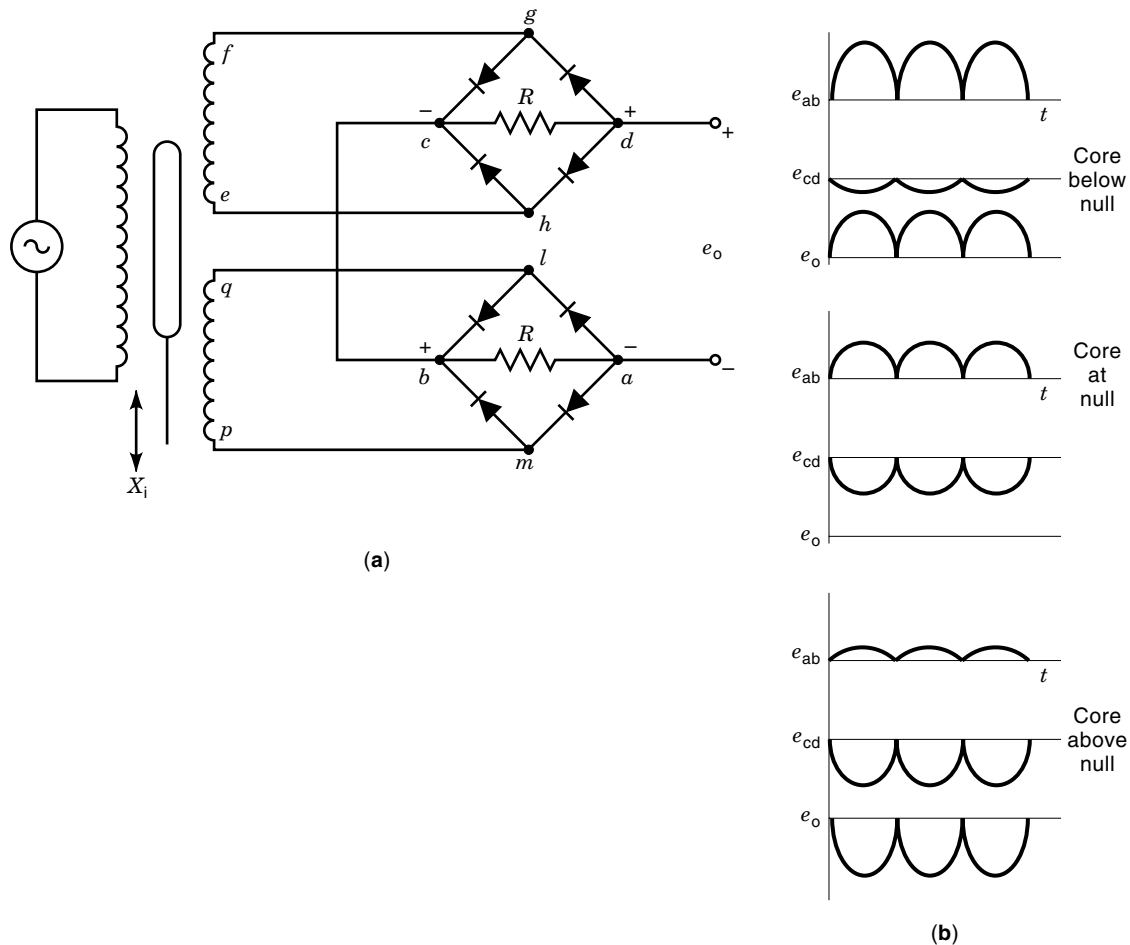 g
f
R
− +
c d
+
e
h
e_o
l
q
R
+ −
b a
−
p
m
X_i
(a)
e_ab
t
e_cd
Core
below
null
e_o
e_ab
t
Core
at
null
e_cd
e_o
e_ab
t
e_cd
Core
above
null
e_o
(b)